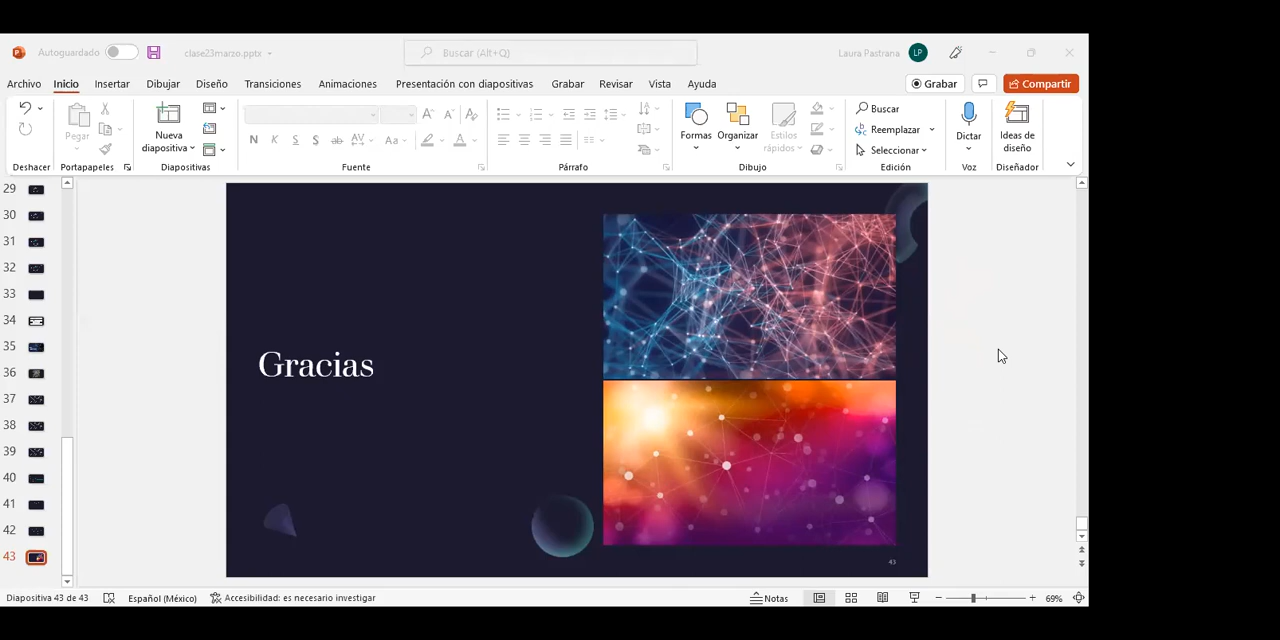 Autoguardado
clase23marzo.pptx
Buscar (Alt+Q)
Laura Pastrana
LP
Archivo Inicio Insertar Dibujar Diseño Transiciones Animaciones Presentación con diapositivas Grabar Revisar Vista Ayuda
Grabar
Compartir
Pegar
Nueva
diapositiva
N K S S ab AV Aa A
Formas
Organizar
Estilos
rápidos
Buscar
Reemplazar
Seleccionar
Dictar
Ideas de
diseño
Deshacer Portapapeles Diapositivas Fuente Párrafo Dibujo Edición Voz Diseñador
29
30
31
32
33
34
35
36
37
38
39
40
41
42
43
Gracias
43
Diapositiva 43 de 43
Español (México)
Accesibilidad: es necesario investigar
Notas
69%